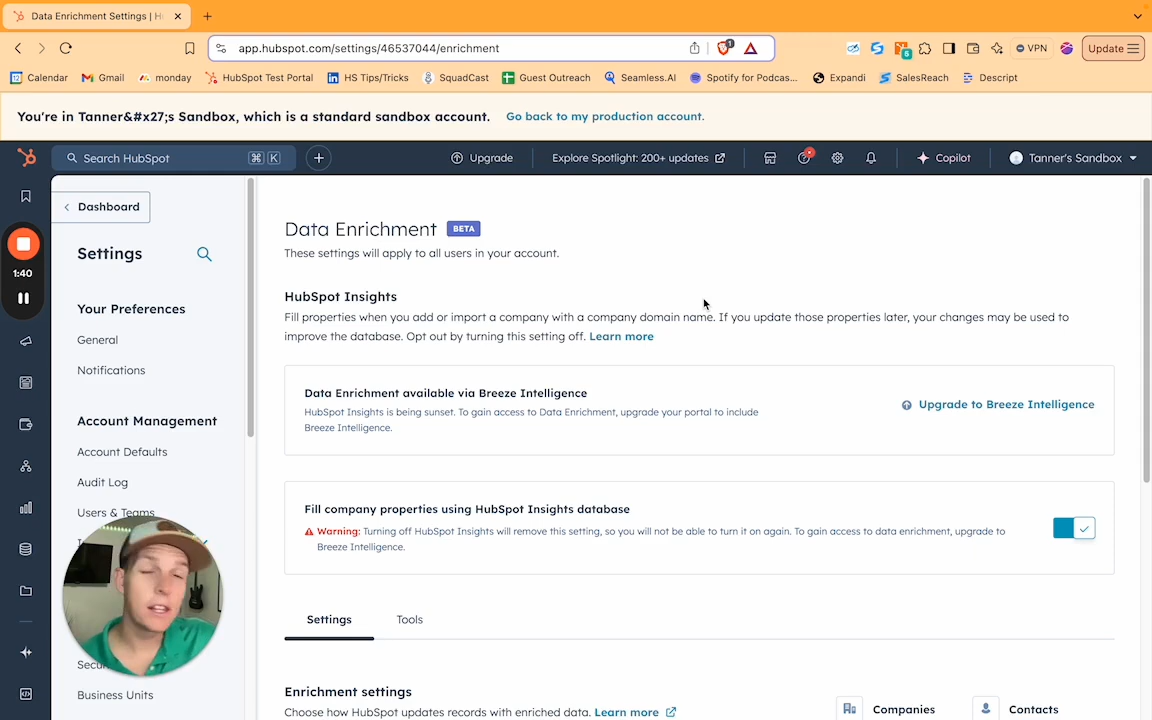 Data Enrichment Settings | H
app.hubspot.com/settings/46537044/enrichment
1
6
VPN
Update
Calendar
Gmail
monday
HubSpot Test Portal
HS Tips/Tricks
SquadCast
Guest Outreach
Seamless.AI
Spotify for Podcas...
Expandi
SalesReach
Descript
You're in Tanner&#x27;s Sandbox, which is a standard sandbox account. Go back to my production account.
Search HubSpot
⌘ K
Upgrade
Explore Spotlight: 200+ updates
Copilot
Tanner's Sandbox
Dashboard
Settings
1:40
Your Preferences
General
Notifications
Account Management
Account Defaults
Audit Log
Users & Teams
Business Units
Data Enrichment BETA
These settings will apply to all users in your account.
HubSpot Insights
Fill properties when you add or import a company with a company domain name. If you update those properties later, your changes may be used to
improve the database. Opt out by turning this setting off. Learn more
Data Enrichment available via Breeze Intelligence
HubSpot Insights is being sunset. To gain access to Data Enrichment, upgrade your portal to include
Breeze Intelligence.
Upgrade to Breeze Intelligence
Fill company properties using HubSpot Insights database
Warning: Turning off HubSpot Insights will remove this setting, so you will not be able to turn it on again. To gain access to data enrichment, upgrade to
Breeze Intelligence.
Settings
Tools
Enrichment settings
Choose how HubSpot updates records with enriched data. Learn more
Companies
Contacts